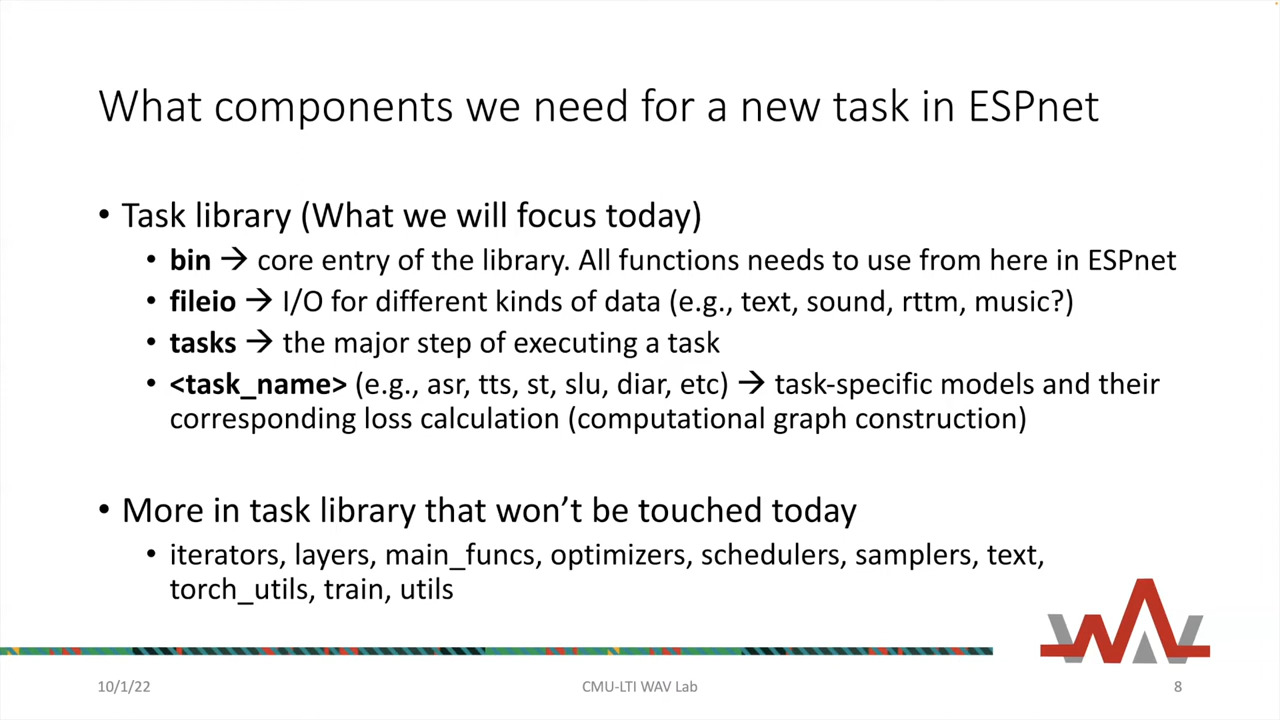 What components we need for a new task in ESPnet
• Task library (What we will focus today)
• bin → core entry of the library. All functions needs to use from here in ESPnet
• fileio → I/O for different kinds of data (e.g., text, sound, rttm, music?)
• tasks → the major step of executing a task
• <task_name> (e.g., asr, tts, st, slu, diar, etc) → task-specific models and their
corresponding loss calculation (computational graph construction)
• More in task library that won’t be touched today
• iterators, layers, main_funcs, optimizers, schedulers, samplers, text,
torch_utils, train, utils
WAV
10/1/22
CMU-LTI WAV Lab
8